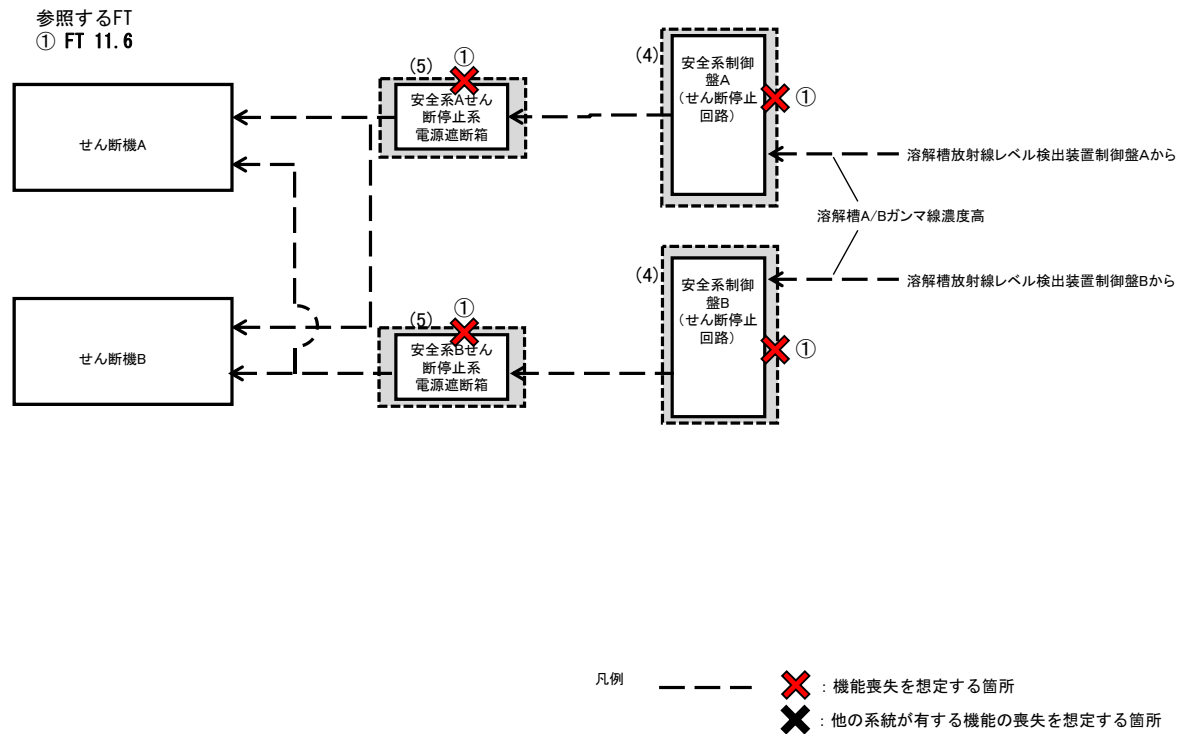 参照するFT
① FT 11.6
(5)
①
(4)
安全系制御
盤A
(せん断停止
回路)
①
安全系Aせん
断停止系
電源遮断箱
せん断機A
溶解槽放射線レベル検出装置制御盤Aから
溶解槽A/Bガンマ線濃度高
(4)
安全系制御
盤B
(せん断停止
回路)
①
溶解槽放射線レベル検出装置制御盤Bから
(5)
①
安全系Bせん
断停止系
電源遮断箱
せん断機B
凡例
：機能喪失を想定する箇所
：他の系統が有する機能の喪失を想定する箇所